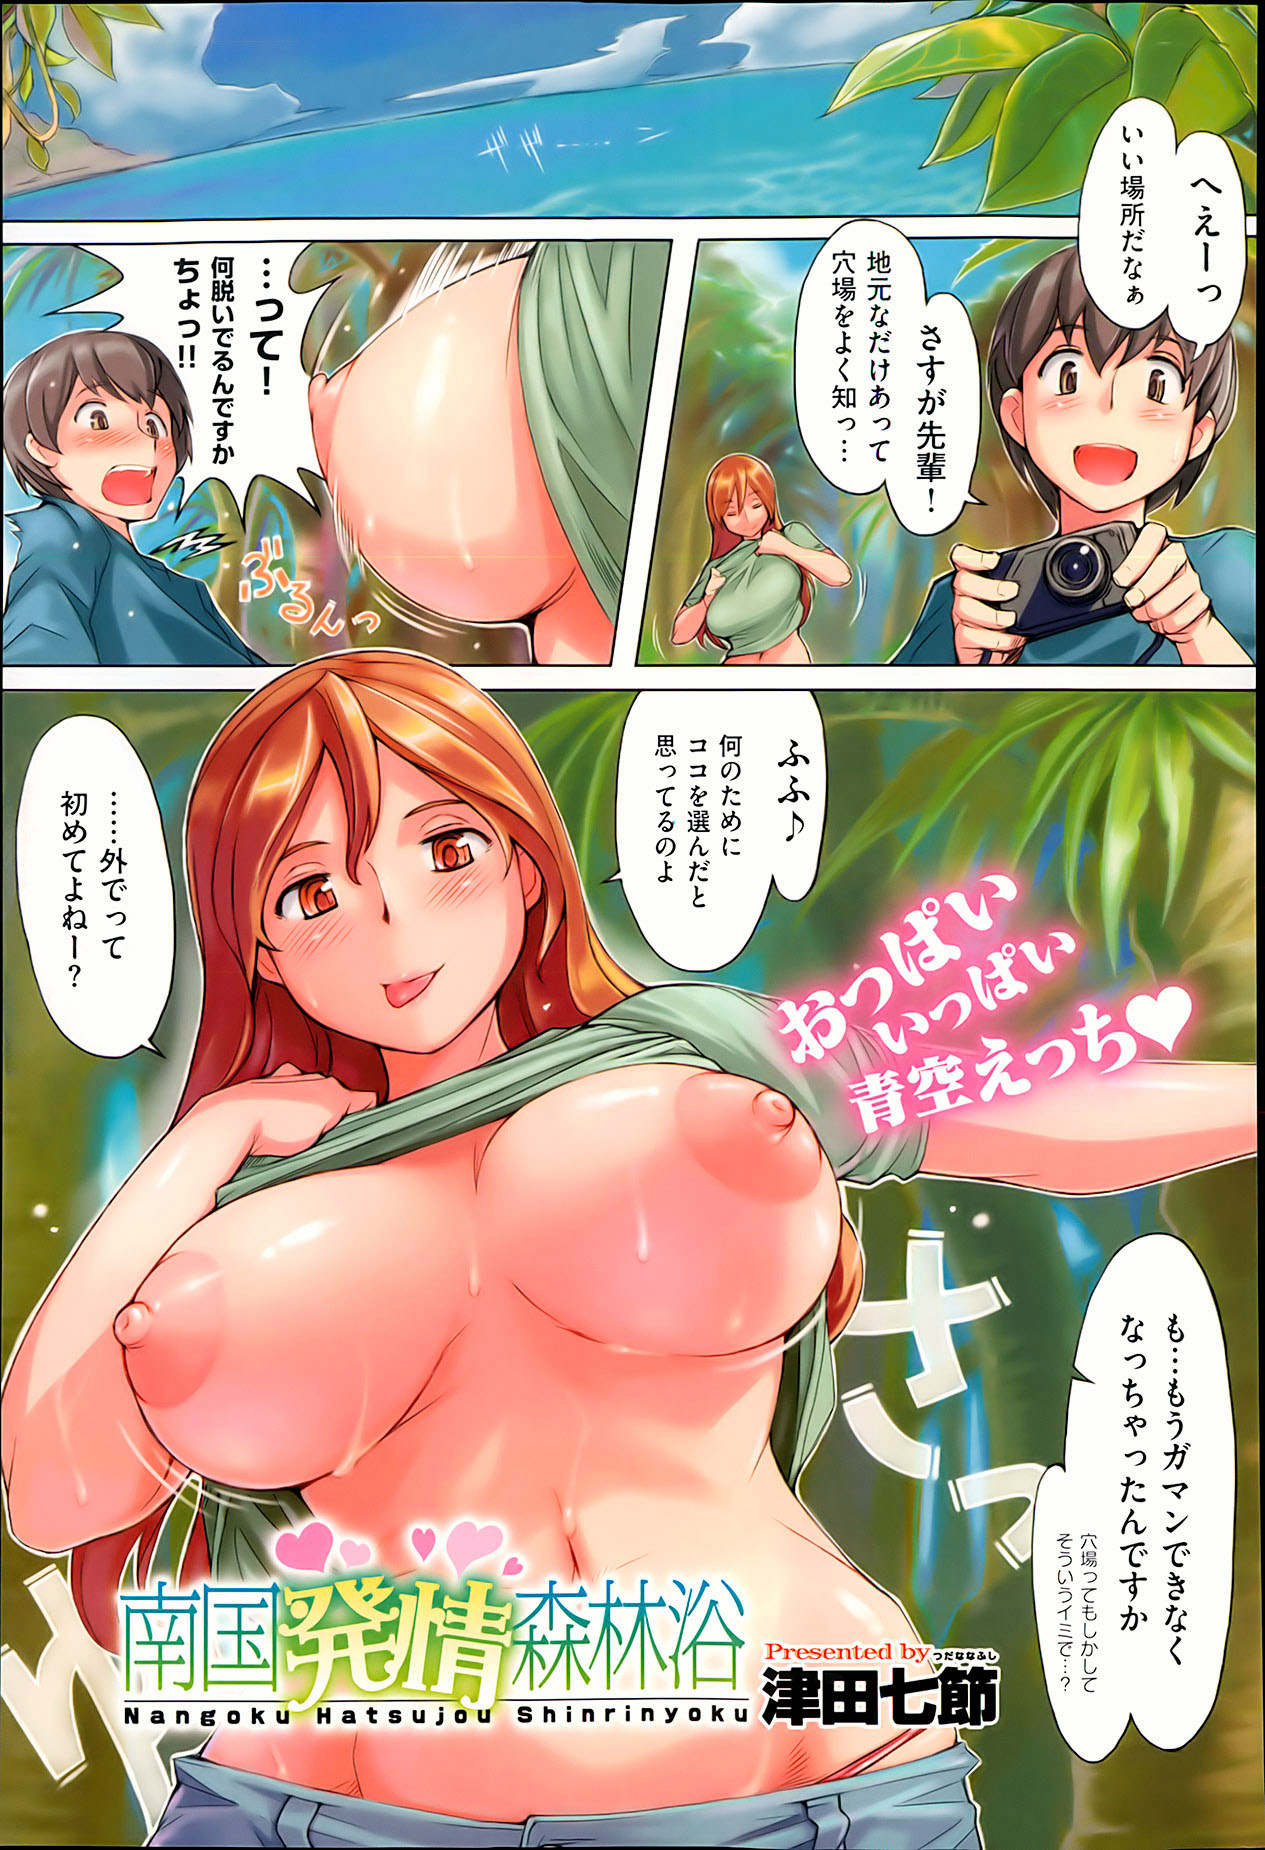 ザザ
へえーっ
いい場所だなぁ
さすが先輩！
地元なだけあって
穴場をよく知っ…
…って！
何脱いでるんですか
ちょっ!!
ぶるんっ
ふふ♪
何のために
ココを選んだと
思ってるのよ
……外でって
初めてよねー？
おっぱい
いっぱい
青空えっち♥
も…もうガマンできなく
なっちゃったんですか
穴場ってもしかして
そういうイミで…？
南国発情森林浴
Nangoku Hatsujou Shinrinyoku
Presented by
つだななふし
津田七節